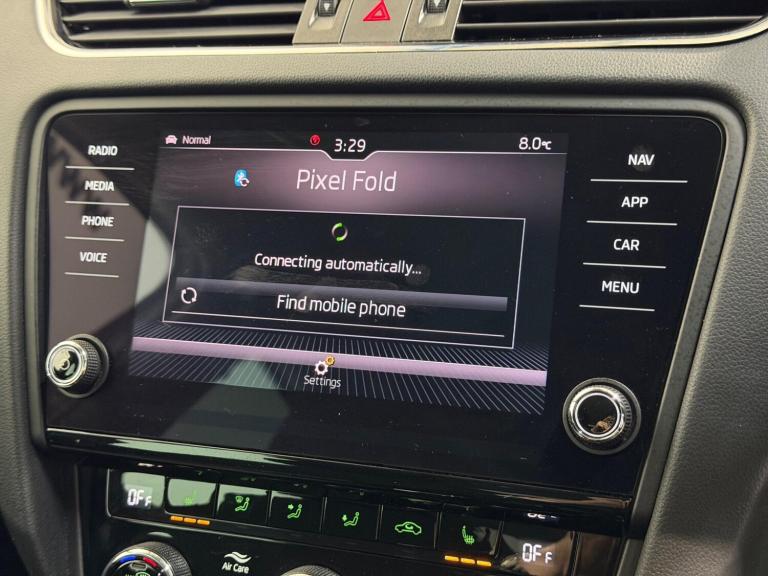 Normal
3:29
8.0°C
Pixel Fold
Connecting automatically...
Find mobile phone
Settings
RADIO
MEDIA
PHONE
VOICE
NAV
APP
CAR
MENU
OFF
OFF
Air Care